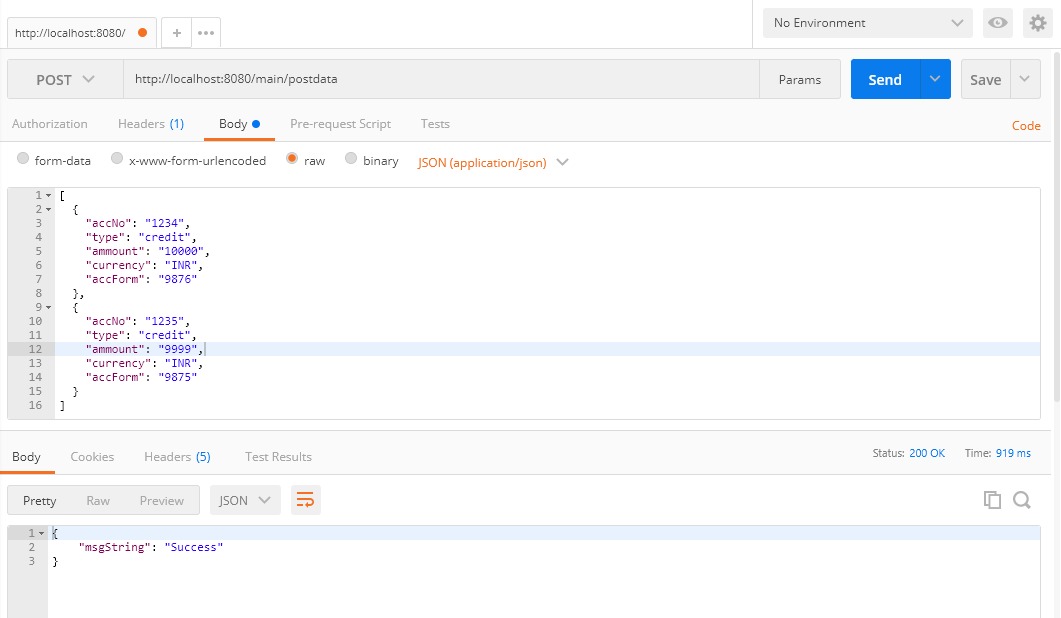 http://localhost:8080/
+
No Environment
POST
http://localhost:8080/main/postdata
Params
Send
Save
Authorization
Headers (1)
Body
Pre-request Script
Tests
Code
form-data
x-www-form-urlencoded
raw
binary
JSON (application/json)
1 [
2 {
3 "accNo": "1234",
4 "type": "credit",
5 "ammount": "10000",
6 "currency": "INR",
7 "accForm": "9876"
8 },
9 {
10 "accNo": "1235",
11 "type": "credit",
12 "ammount": "9999",
13 "currency": "INR",
14 "accForm": "9875"
15 }
16 ]
Body
Cookies
Headers (5)
Test Results
Status: 200 OK
Time: 919 ms
Pretty
Raw
Preview
JSON
1 {
2 "msgString": "Success"
3 }